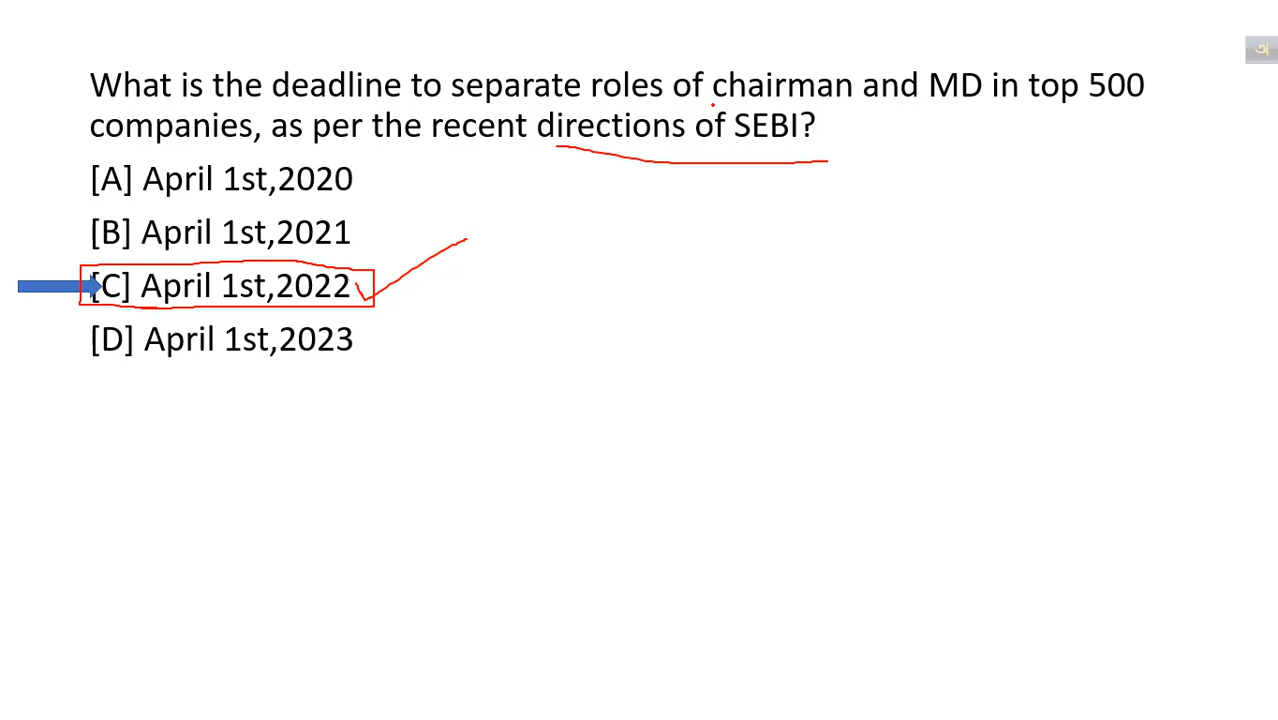 What is the deadline to separate roles of chairman and MD in top 500
companies, as per the recent directions of SEBI?
[A] April 1st,2020
[B] April 1st,2021
[C] April 1st,2022
[D] April 1st,2023